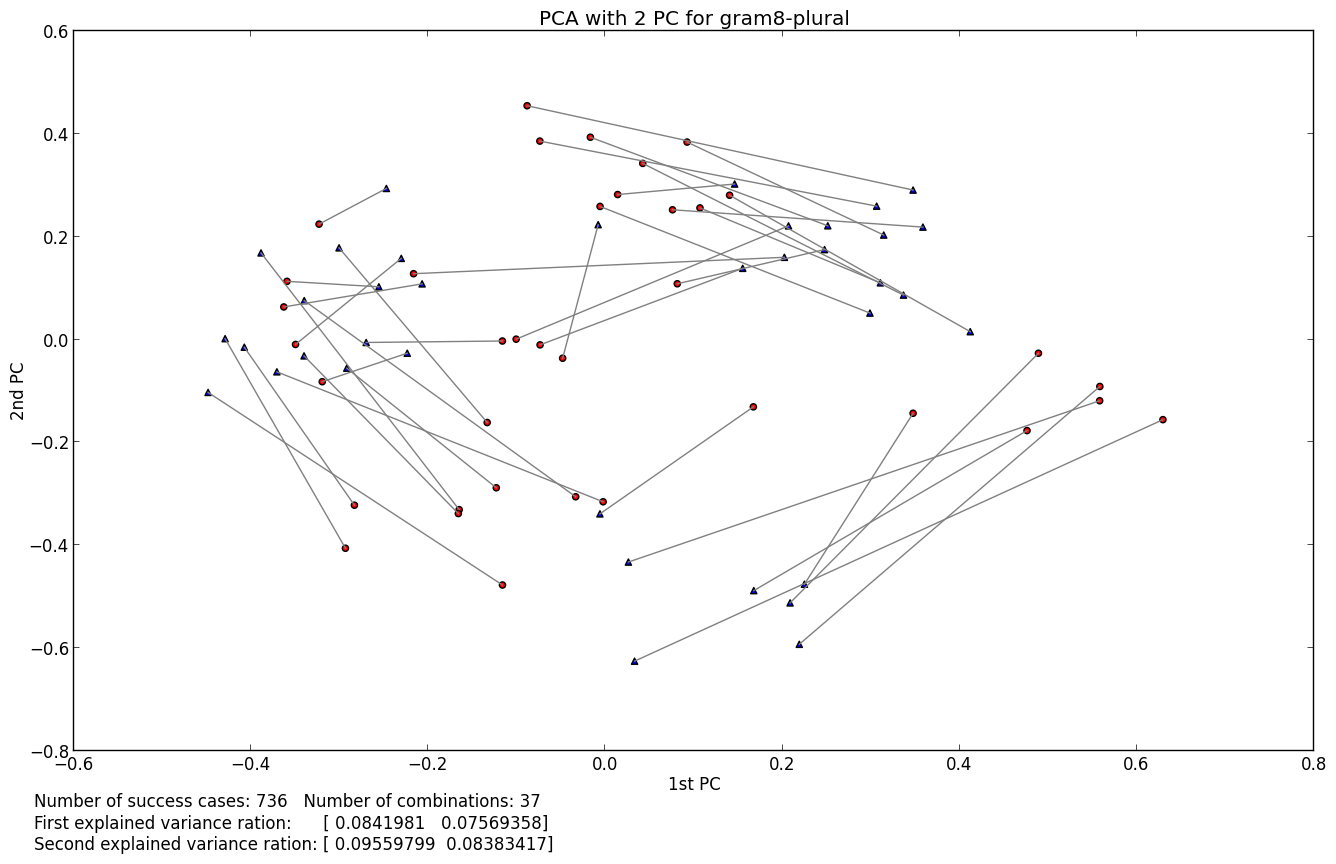 PCA with 2 PC for gram8-plural
0.6
0.4
0.2
0.0
−0.2
−0.4
−0.6
−0.8
2nd PC
−0.6 −0.4 −0.2 0.0 0.2 0.4 0.6 0.8
1st PC
Number of success cases: 736 Number of combinations: 37
First explained variance ration: [ 0.0841981 0.07569358]
Second explained variance ration: [ 0.09559799 0.08383417]